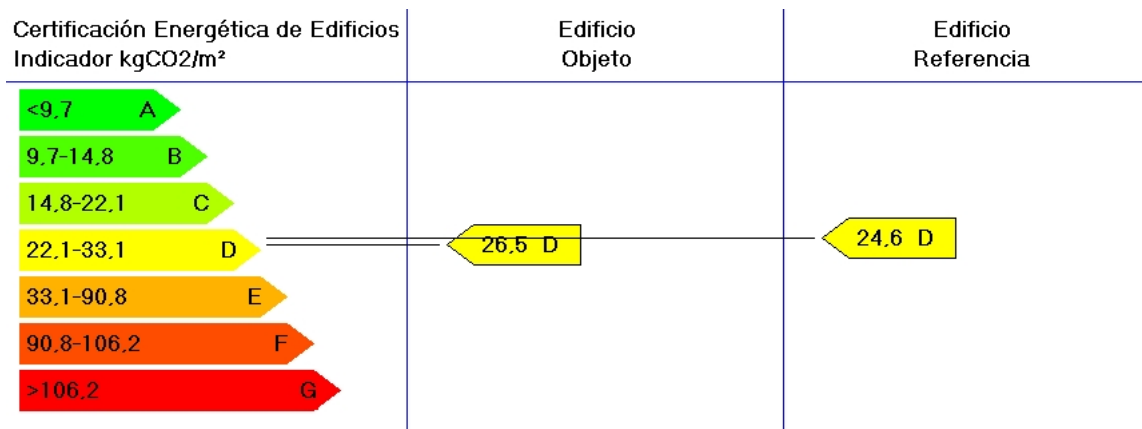 Certificación Energética de Edificios
Indicador kgCO2/m²
Edificio
Objeto
Edificio
Referencia
<9,7 A
9,7-14,8 B
14,8-22,1 C
22,1-33,1 D
26,5 D
24,6 D
33,1-90,8 E
90,8-106,2 F
>106,2 G